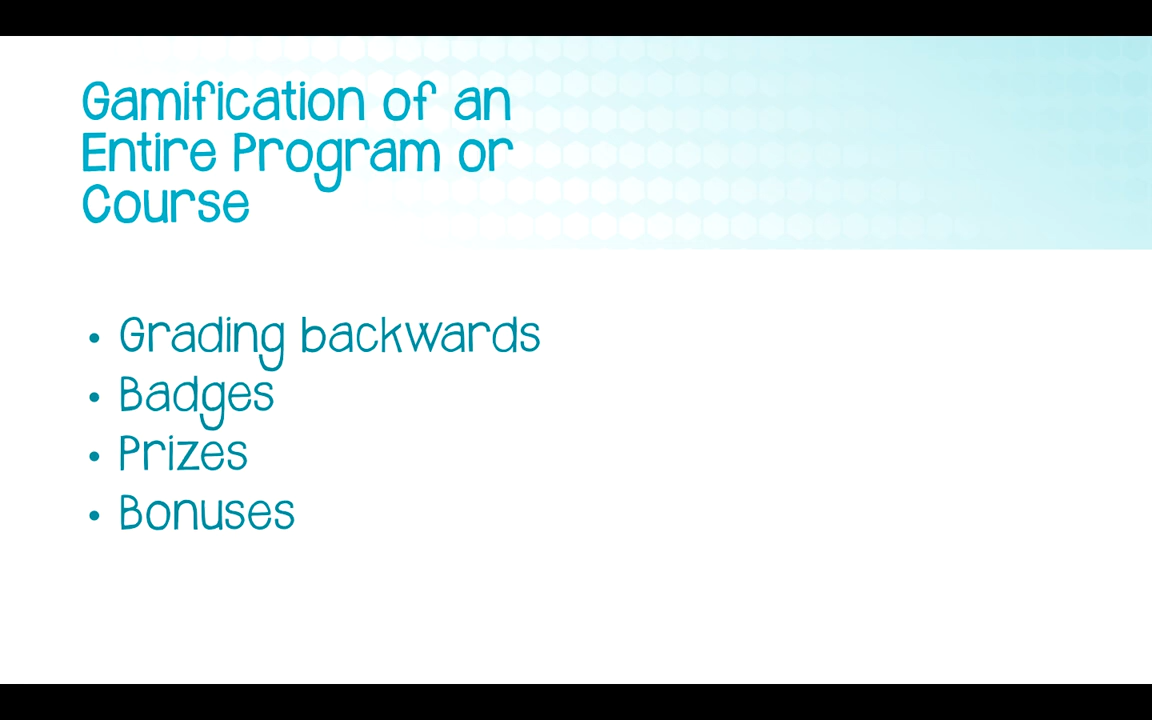 Gamification of an
Entire Program or
Course
• Grading backwards
• Badges
• Prizes
• Bonuses